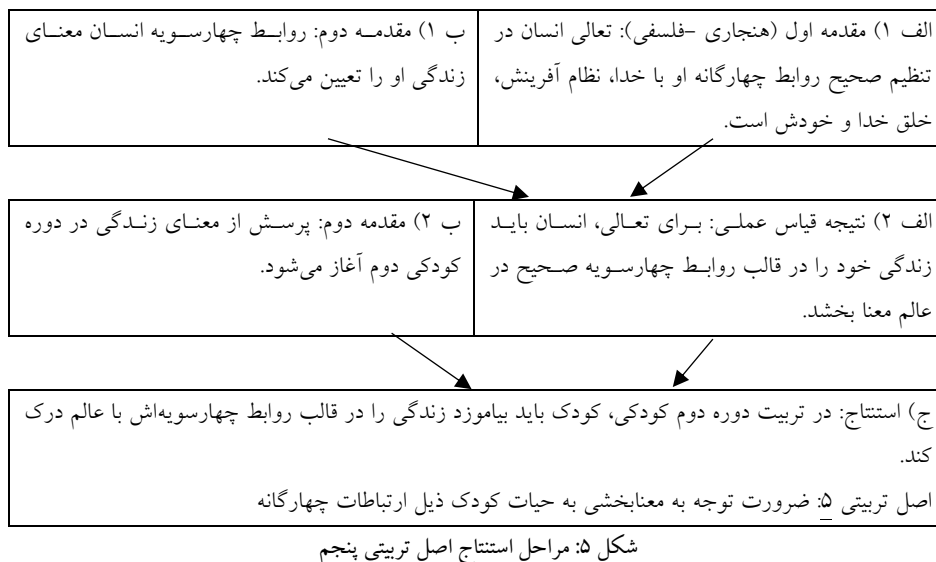 الف ۱) مقدمه اول (هنجاری -فلسفی): تعالی انسان در
تنظیم صحیح روابط چهارگانه او با خدا، نظام آفرینش،
خلق خدا و خودش است.
ب ۱) مقدمه دوم: روابط چهارسویه انسان معنای
زندگی او را تعیین می‌کند.
الف ۲) نتیجه قیاس عملی: برای تعالی، انسان باید
زندگی خود را در قالب روابط چهارسویه صحیح در
عالم معنا بخشد.
ب ۲) مقدمه دوم: پرسش از معنای زندگی در دوره
کودکی دوم آغاز می‌شود.
ج) استنتاج: در تربیت دوره دوم کودکی، کودک باید بیاموزد زندگی را در قالب روابط چهارسویه‌اش با عالم درک
کند.
اصل تربیتی ۵: ضرورت توجه به معنابخشی به حیات کودک ذیل ارتباطات چهارگانه
شکل ۵: مراحل استنتاج اصل تربیتی پنجم